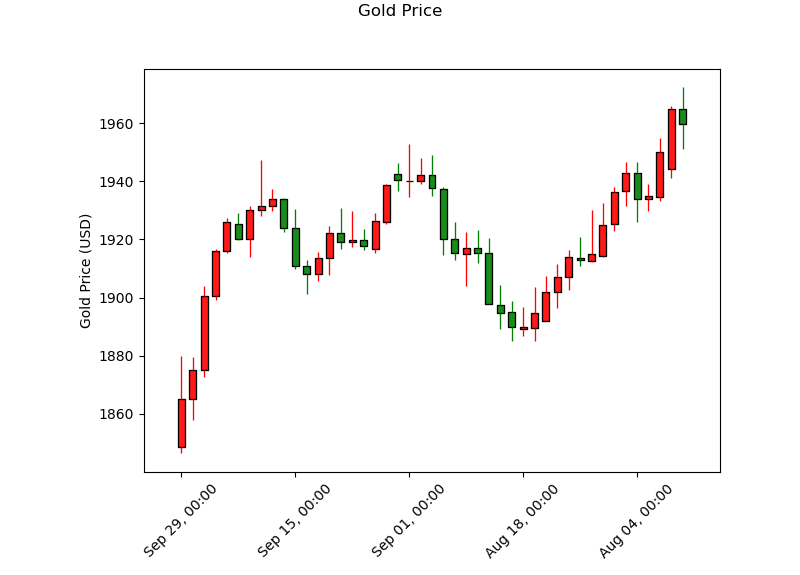 Gold Price
Gold Price (USD)
1960
1940
1920
1900
1880
1860
Sep 29, 00:00
Sep 15, 00:00
Sep 01, 00:00
Aug 18, 00:00
Aug 04, 00:00